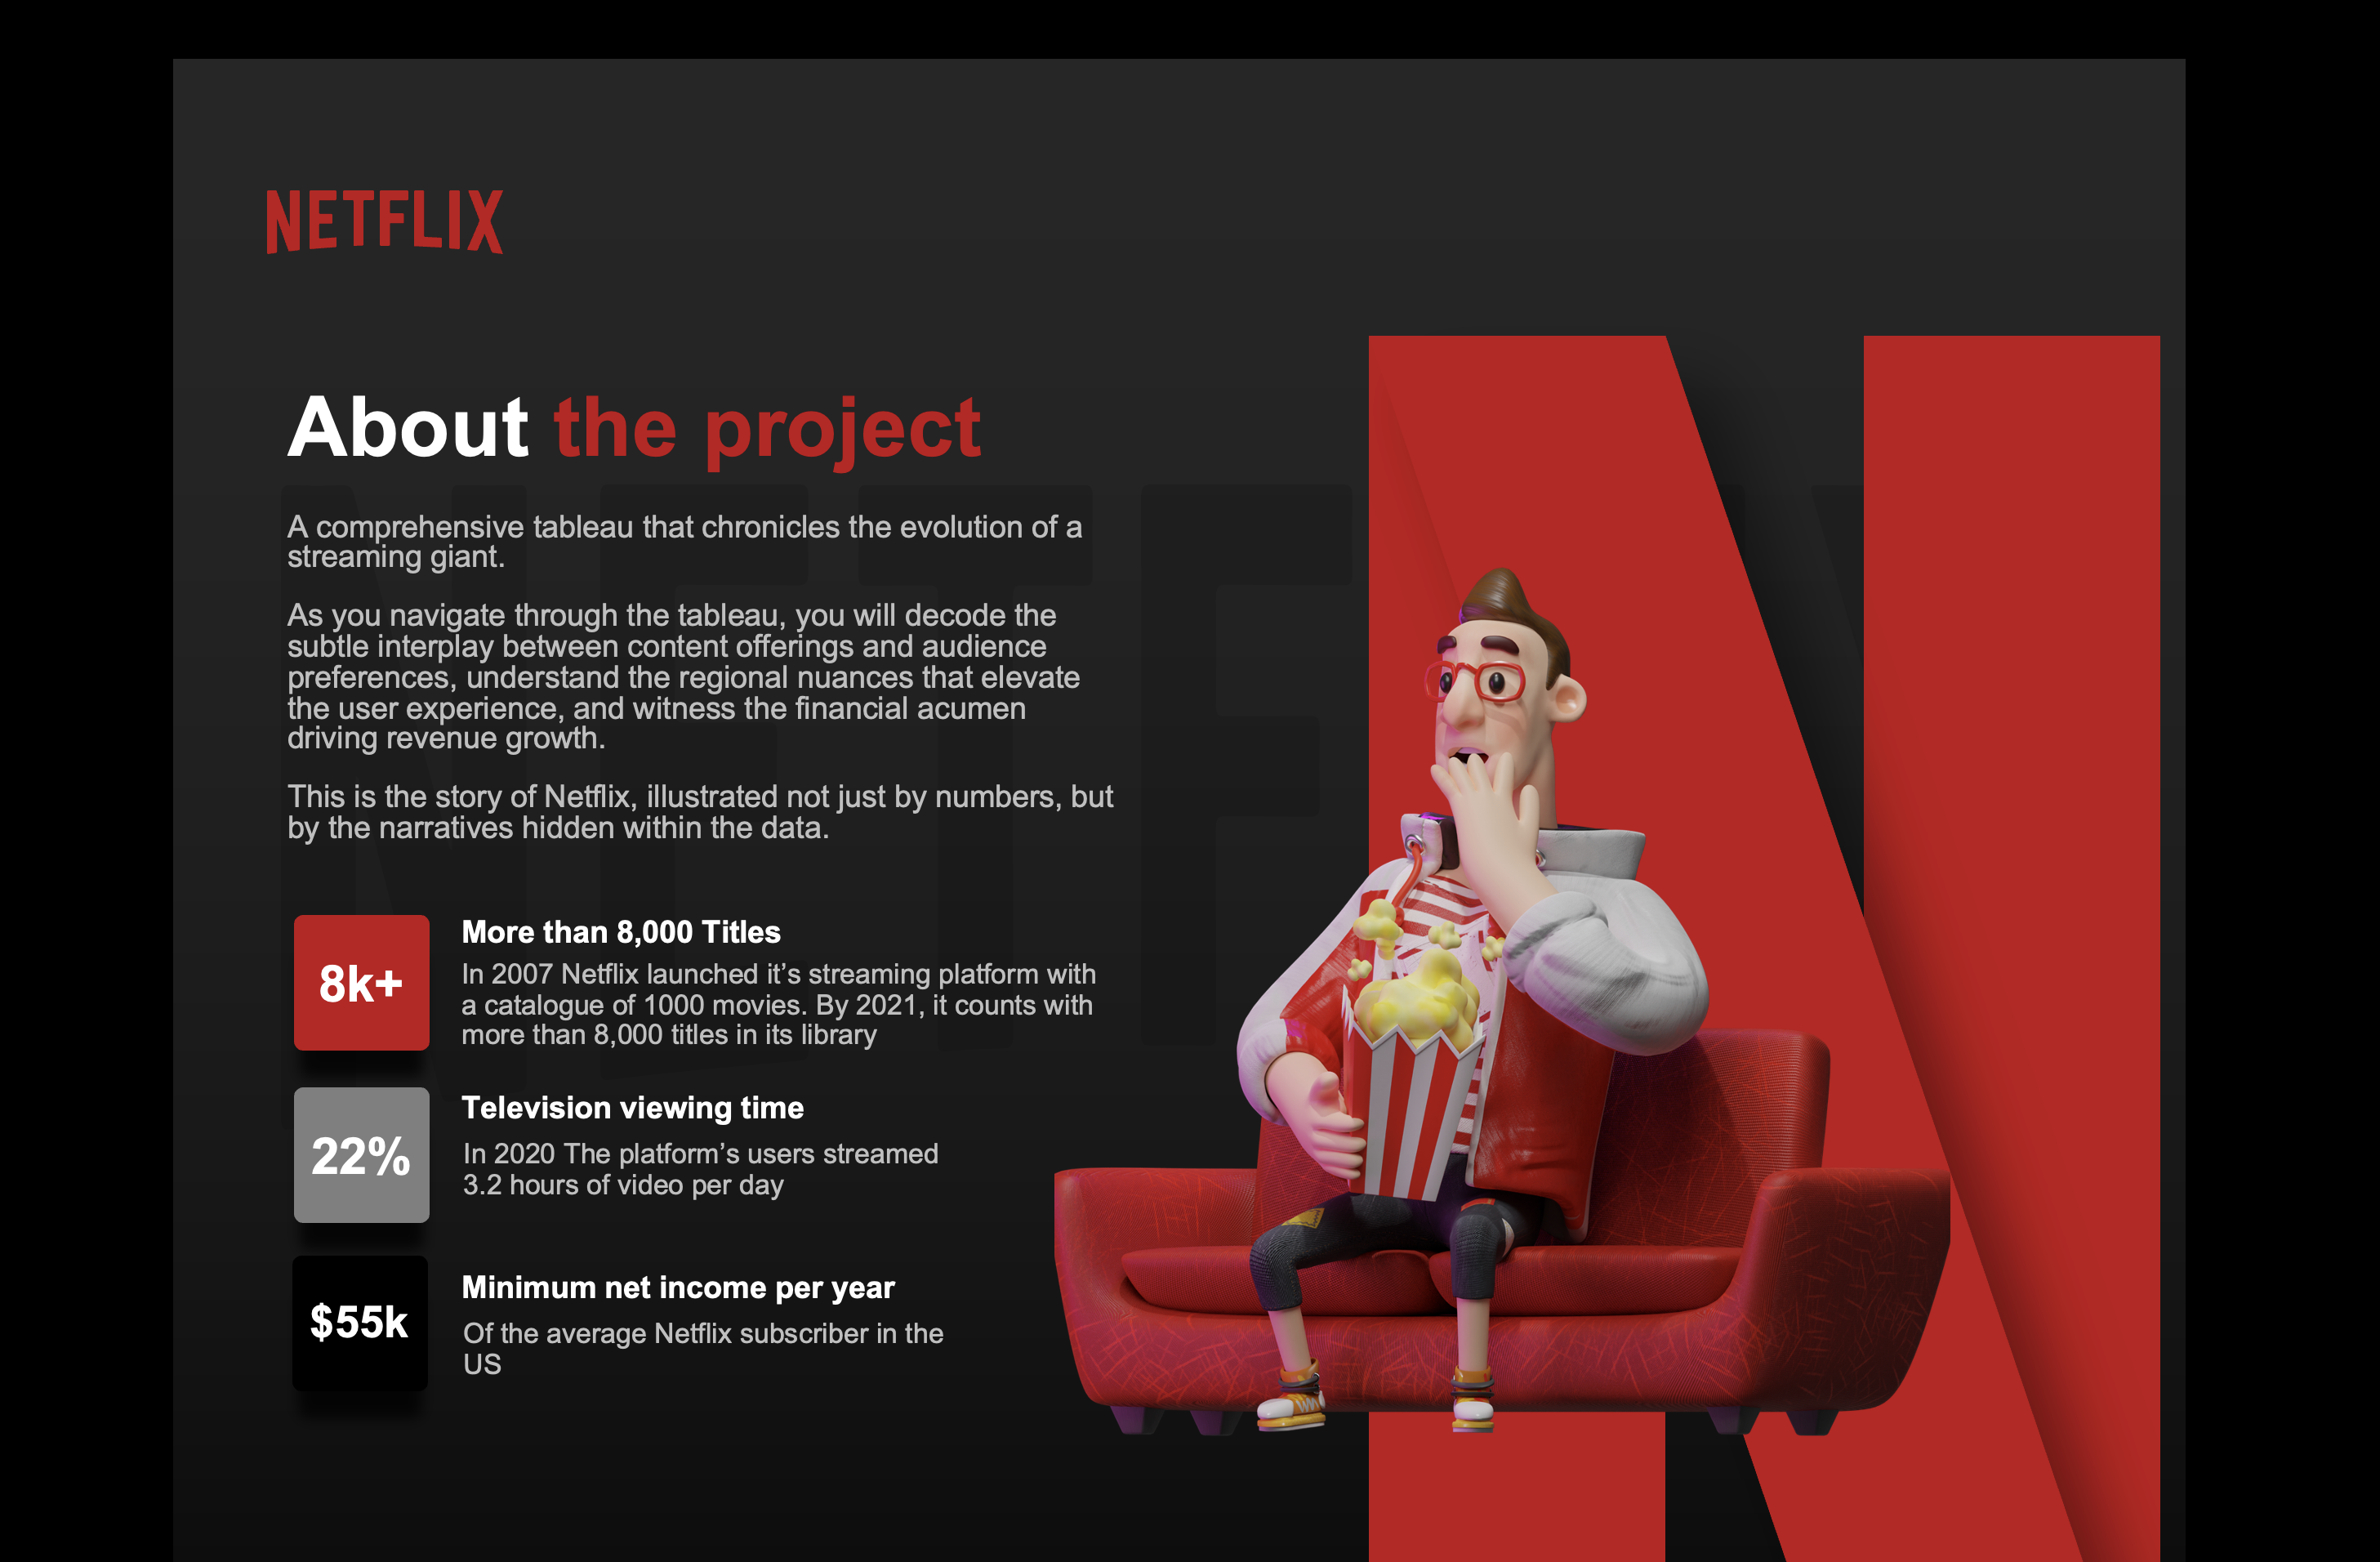 NETFLIX
About the project
A comprehensive tableau that chronicles the evolution of a
streaming giant.
As you navigate through the tableau, you will decode the
subtle interplay between content offerings and audience
preferences, understand the regional nuances that elevate
the user experience, and witness the financial acumen
driving revenue growth.
This is the story of Netflix, illustrated not just by numbers, but
by the narratives hidden within the data.
8k+
More than 8,000 Titles
In 2007 Netflix launched it’s streaming platform with
a catalogue of 1000 movies. By 2021, it counts with
more than 8,000 titles in its library
22%
Television viewing time
In 2020 The platform’s users streamed
3.2 hours of video per day
$55k
Minimum net income per year
Of the average Netflix subscriber in the
US